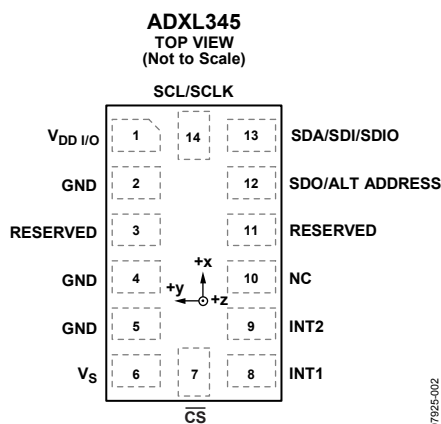 ADXL345
TOP VIEW
(Not to Scale)
SCL/SCLK
VDD I/O 1 14 13 SDA/SDI/SDIO
GND 2 12 SDO/ALT ADDRESS
RESERVED 3 11 RESERVED
+x
GND 4 +y +z 10 NC
GND 5 9 INT2
VS 6 7 8 INT1
CS
7925-002